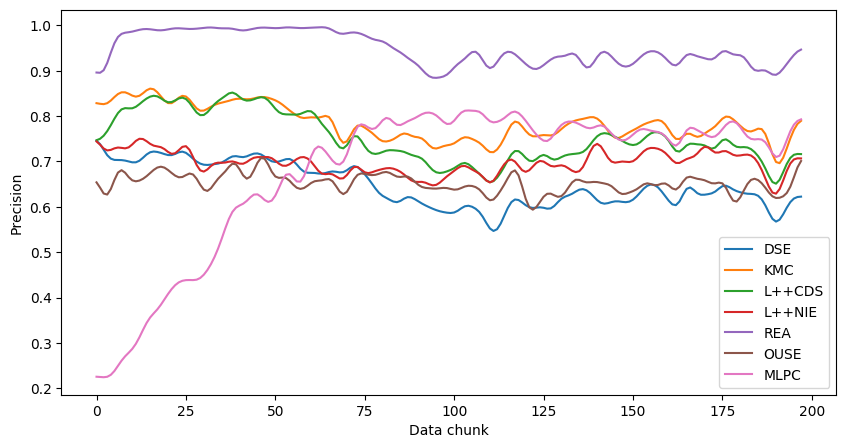 1.0
0.9
0.8
0.7
0.6
0.5
0.4
0.3
0.2
Precision
0
25
50
75
100
125
150
175
200
Data chunk
DSE
KMC
L++CDS
L++NIE
REA
OUSE
MLPC